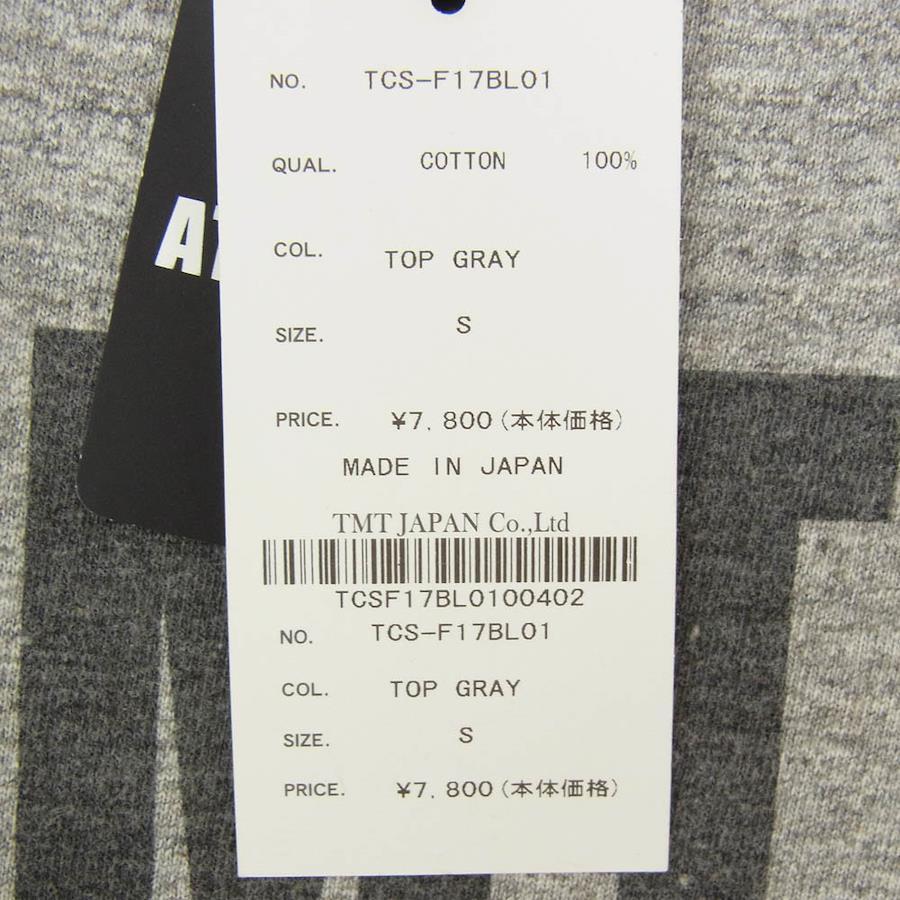 NO. TCS-F17BL01
QUAL. COTTON 100%
COL. TOP GRAY
SIZE. S
PRICE. ¥7,800(本体価格)
MADE IN JAPAN
TMT JAPAN Co.,Ltd
TCSF17BL0100402
NO. TCS-F17BL01
COL. TOP GRAY
SIZE. S
PRICE. ¥7,800(本体価格)